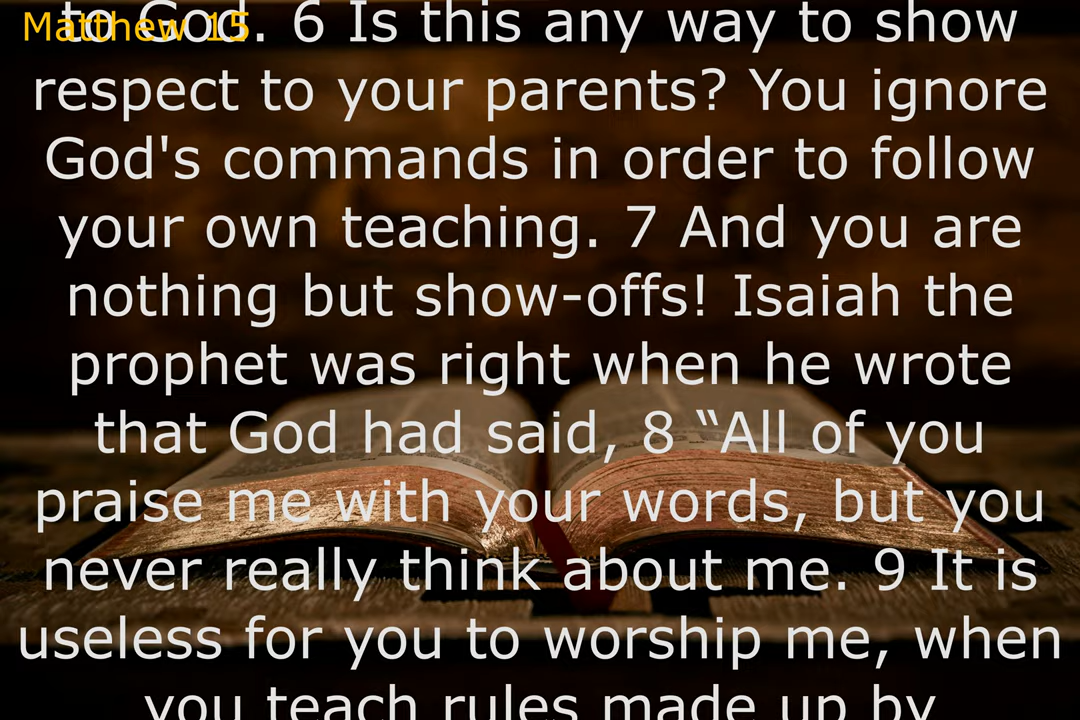 Matthew 15
to God. 6 Is this any way to show
respect to your parents? You ignore
God's commands in order to follow
your own teaching. 7 And you are
nothing but show-offs! Isaiah the
prophet was right when he wrote
that God had said, 8 “All of you
praise me with your words, but you
never really think about me. 9 It is
useless for you to worship me, when
you teach rules made up by